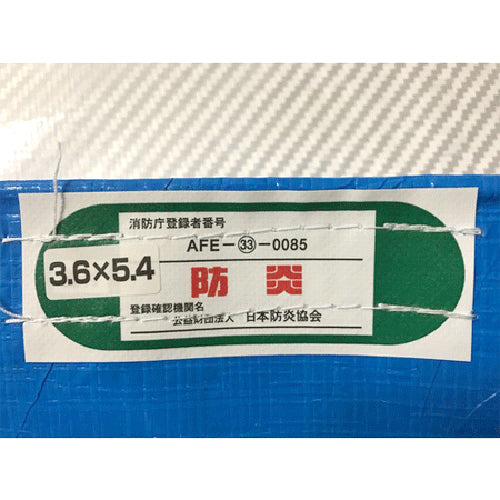 消防庁登録者番号
AFE-㉝-0085
3.6×5.4
防炎
登録確認機関名
公益財団法人 日本防炎協会